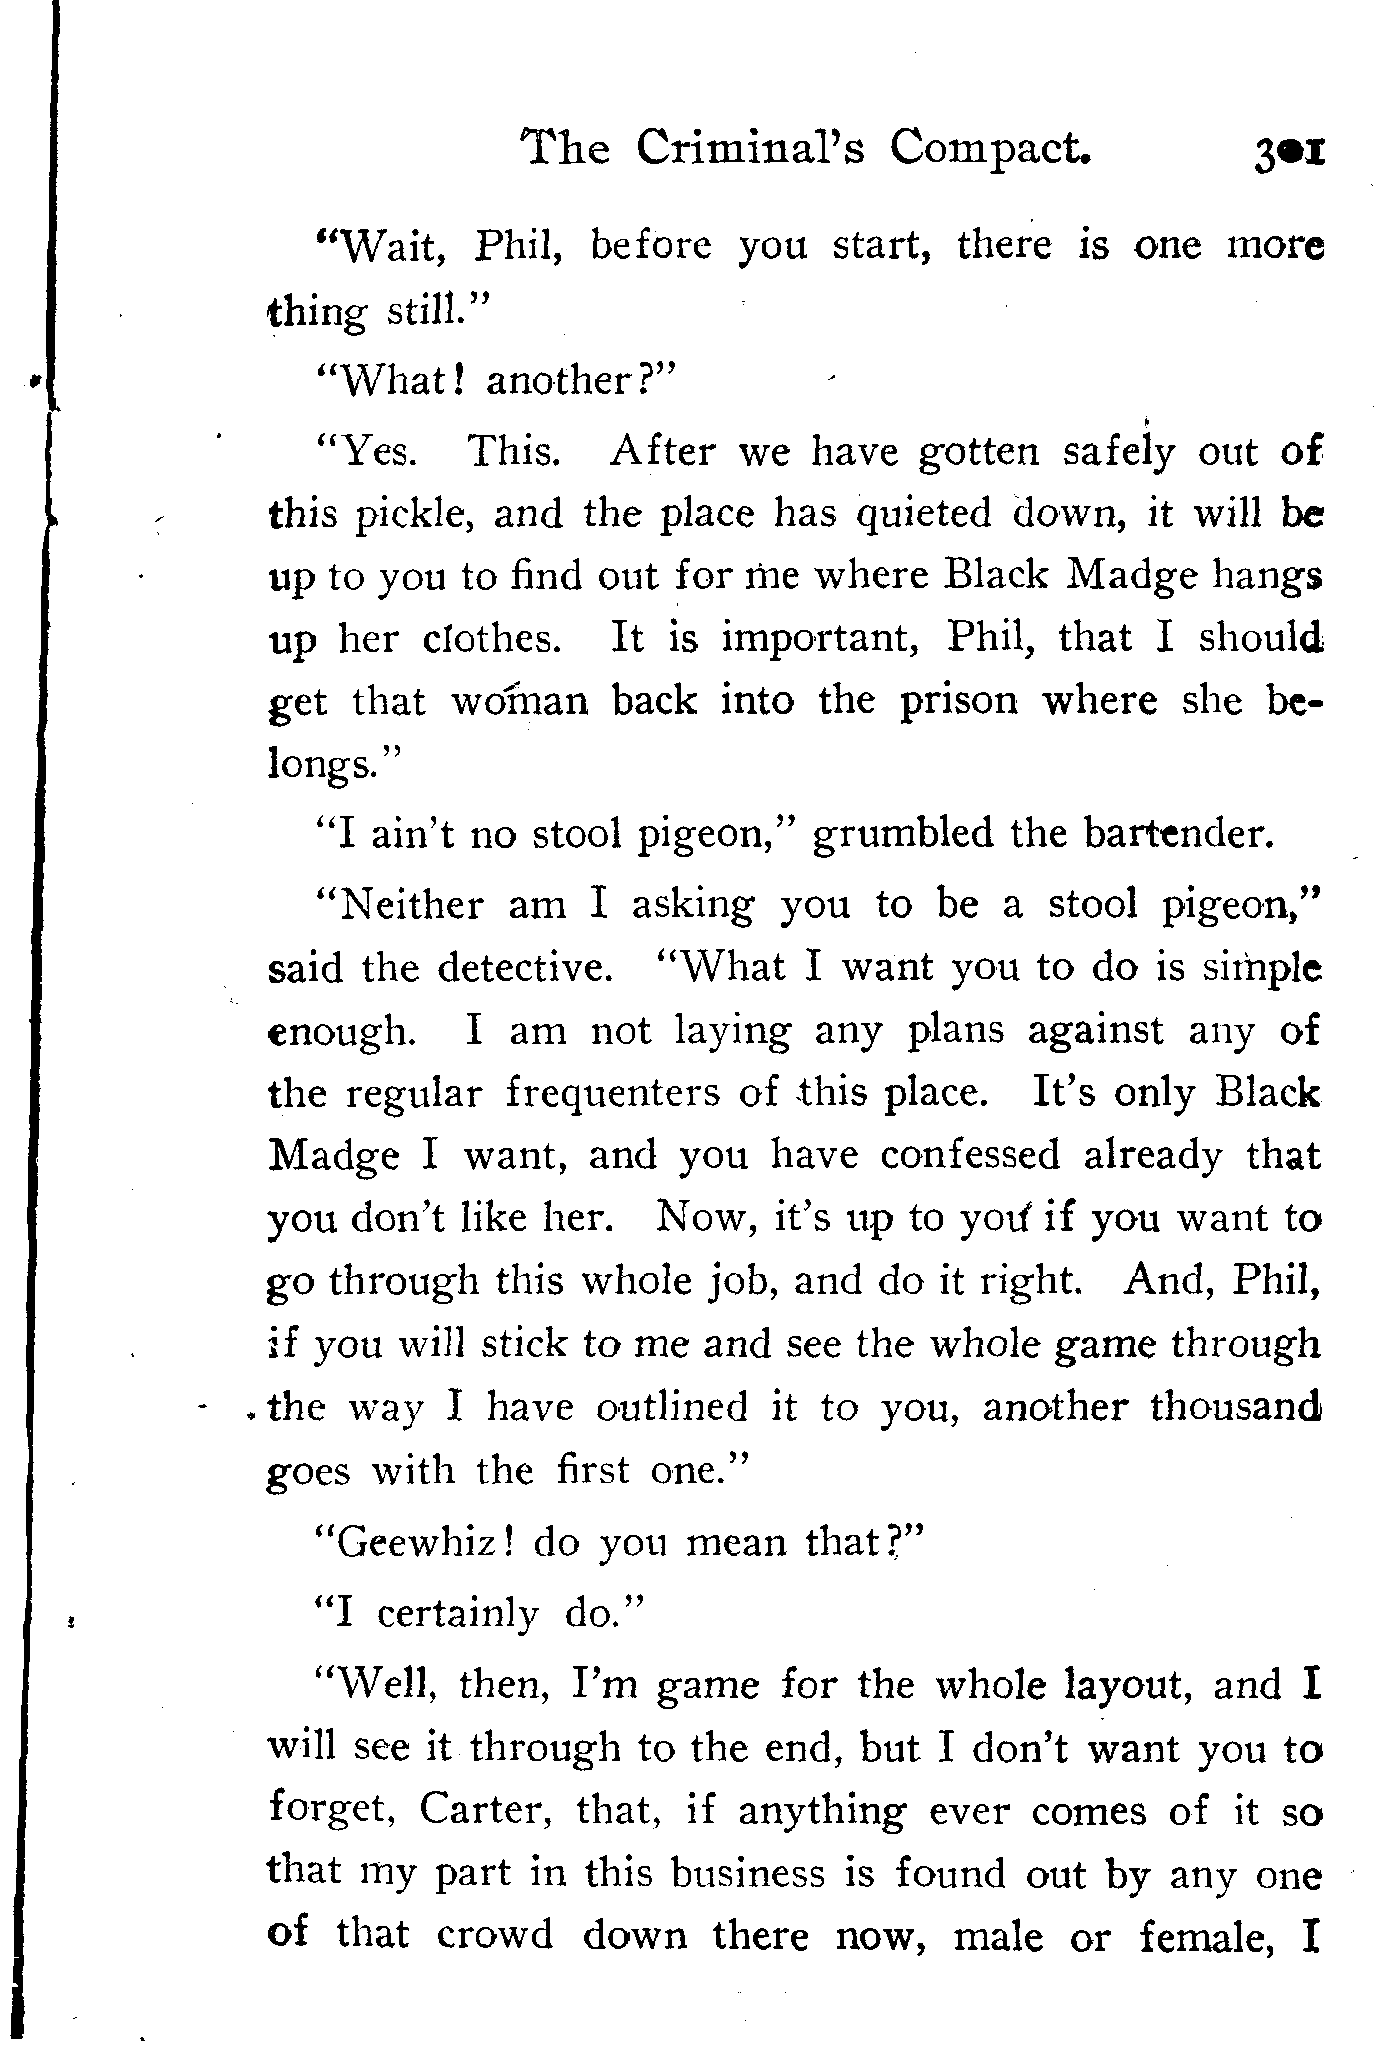 The Criminal's Compact. 301
“Wait, Phil, before you start, there is one more
thing still.”
“What! another?”
“Yes. This. After we have gotten safely out of
this pickle, and the place has quieted down, it will be
up to you to find out for me where Black Madge hangs
up her clothes. It is important, Phil, that I should
get that woman back into the prison where she be-
longs.”
“I ain't no stool pigeon,” grumbled the bartender.
“Neither am I asking you to be a stool pigeon,”
said the detective. “What I want you to do is simple
enough. I am not laying any plans against any of
the regular frequenters of this place. It's only Black
Madge I want, and you have confessed already that
you don't like her. Now, it's up to you if you want to
go through this whole job, and do it right. And, Phil,
if you will stick to me and see the whole game through
the way I have outlined it to you, another thousand
goes with the first one.”
“Geewhiz! do you mean that?”
“I certainly do.”
“Well, then, I'm game for the whole layout, and I
will see it through to the end, but I don't want you to
forget, Carter, that, if anything ever comes of it so
that my part in this business is found out by any one
of that crowd down there now, male or female, I